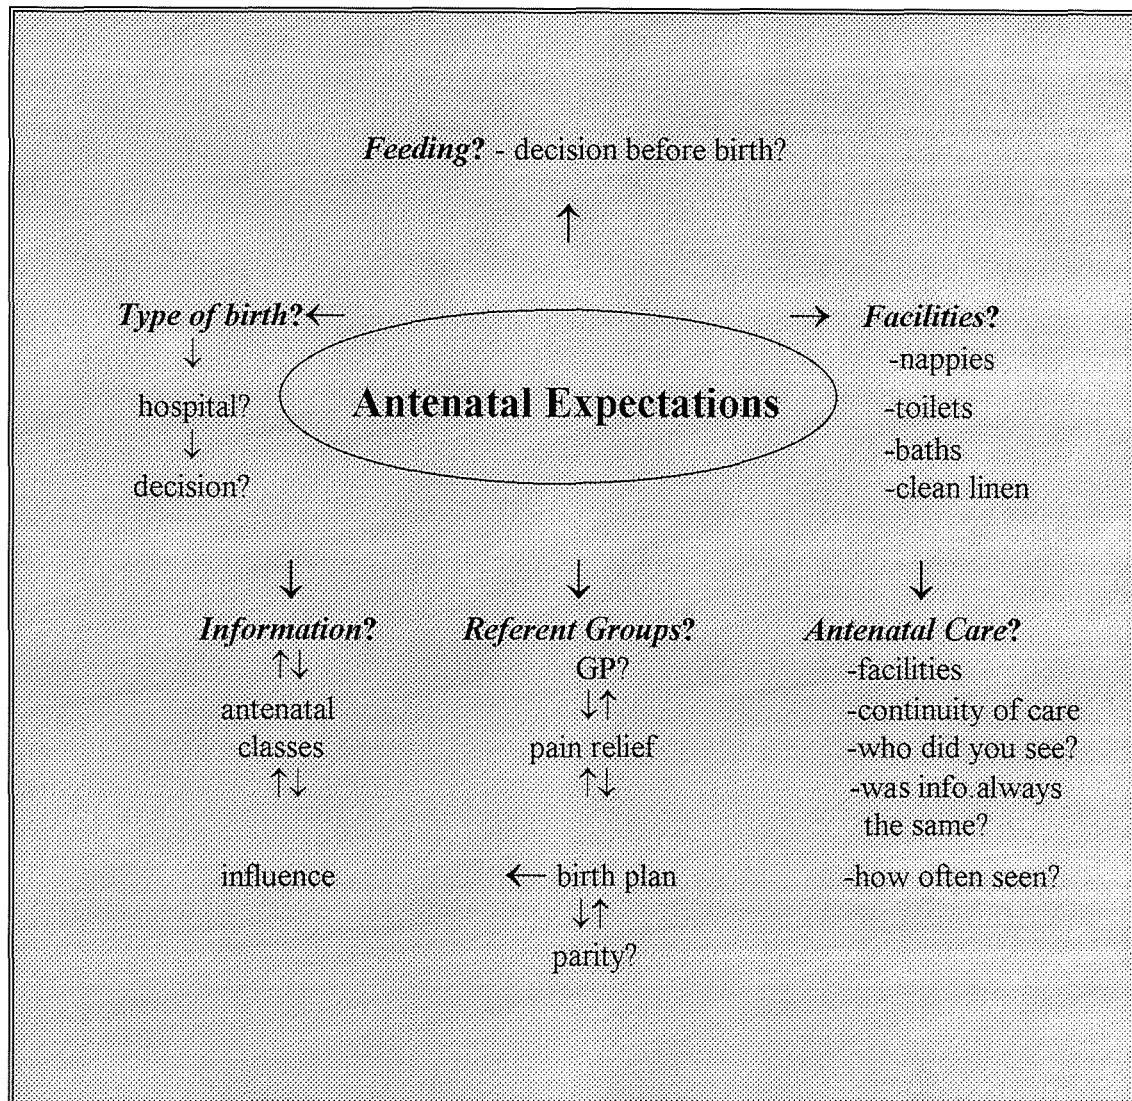 Feeding? - decision before birth?
↑
Type of birth? ← → Facilities?
↓
-nappies
hospital?
Antenatal Expectations
-toilets
↓
-baths
decision?
-clean linen
↓ ↓ ↓
Information?
↑↓
antenatal
classes
↑↓
influence
Referent Groups?
GP?
↓↑
pain relief
↑↓
← birth plan
↓↑
parity?
Antenatal Care?
-facilities
-continuity of care
-who did you see?
-was info.always
the same?
-how often seen?